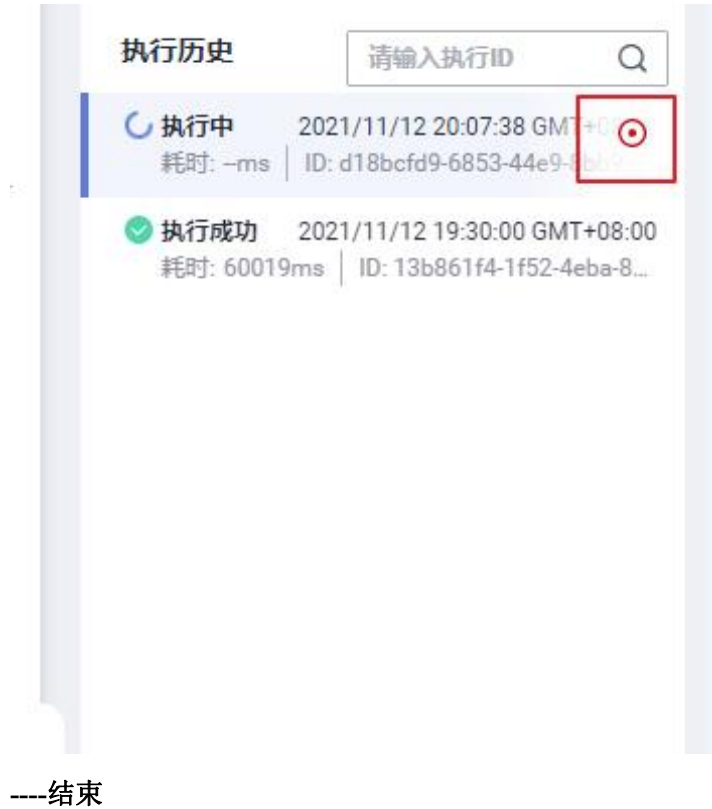 执行历史
请输入执行ID
执行中 2021/11/12 20:07:38 GMT+0
耗时: --ms ID: d18bcfd9-6853-44e9-8bb9
执行成功 2021/11/12 19:30:00 GMT+08:00
耗时: 60019ms ID: 13b861f4-1f52-4eba-8...
----结束